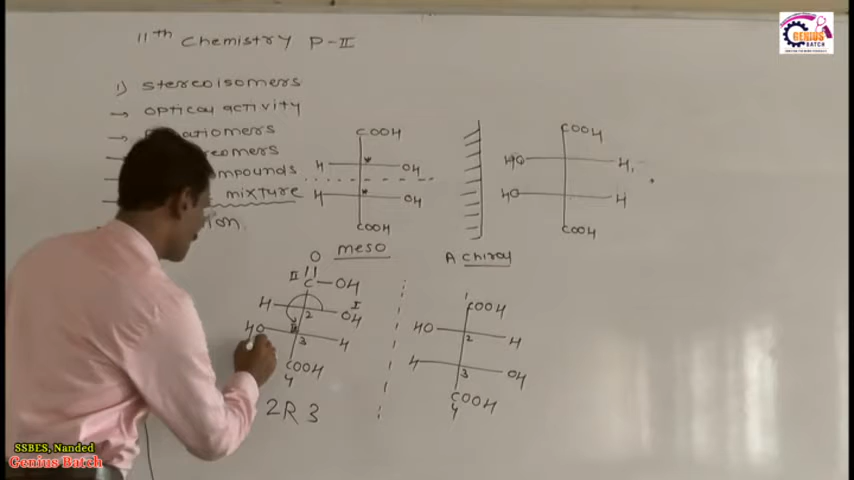 11th Chemistry P-II
1) Stereoisomers
→ optical activity
→
→
→ mixture
COOH
H * OH
H * OH
COOH
meso
COOH
HO H
HO H
COOH
Achiral
O
II C-OH
H 2 OH I
HO 3 H
COOH
4
2R 3
1
COOH
HO 2 H
H 3 OH
COOH
4
GENIUS
BATCH
SSBES, Nanded
Genius Batch